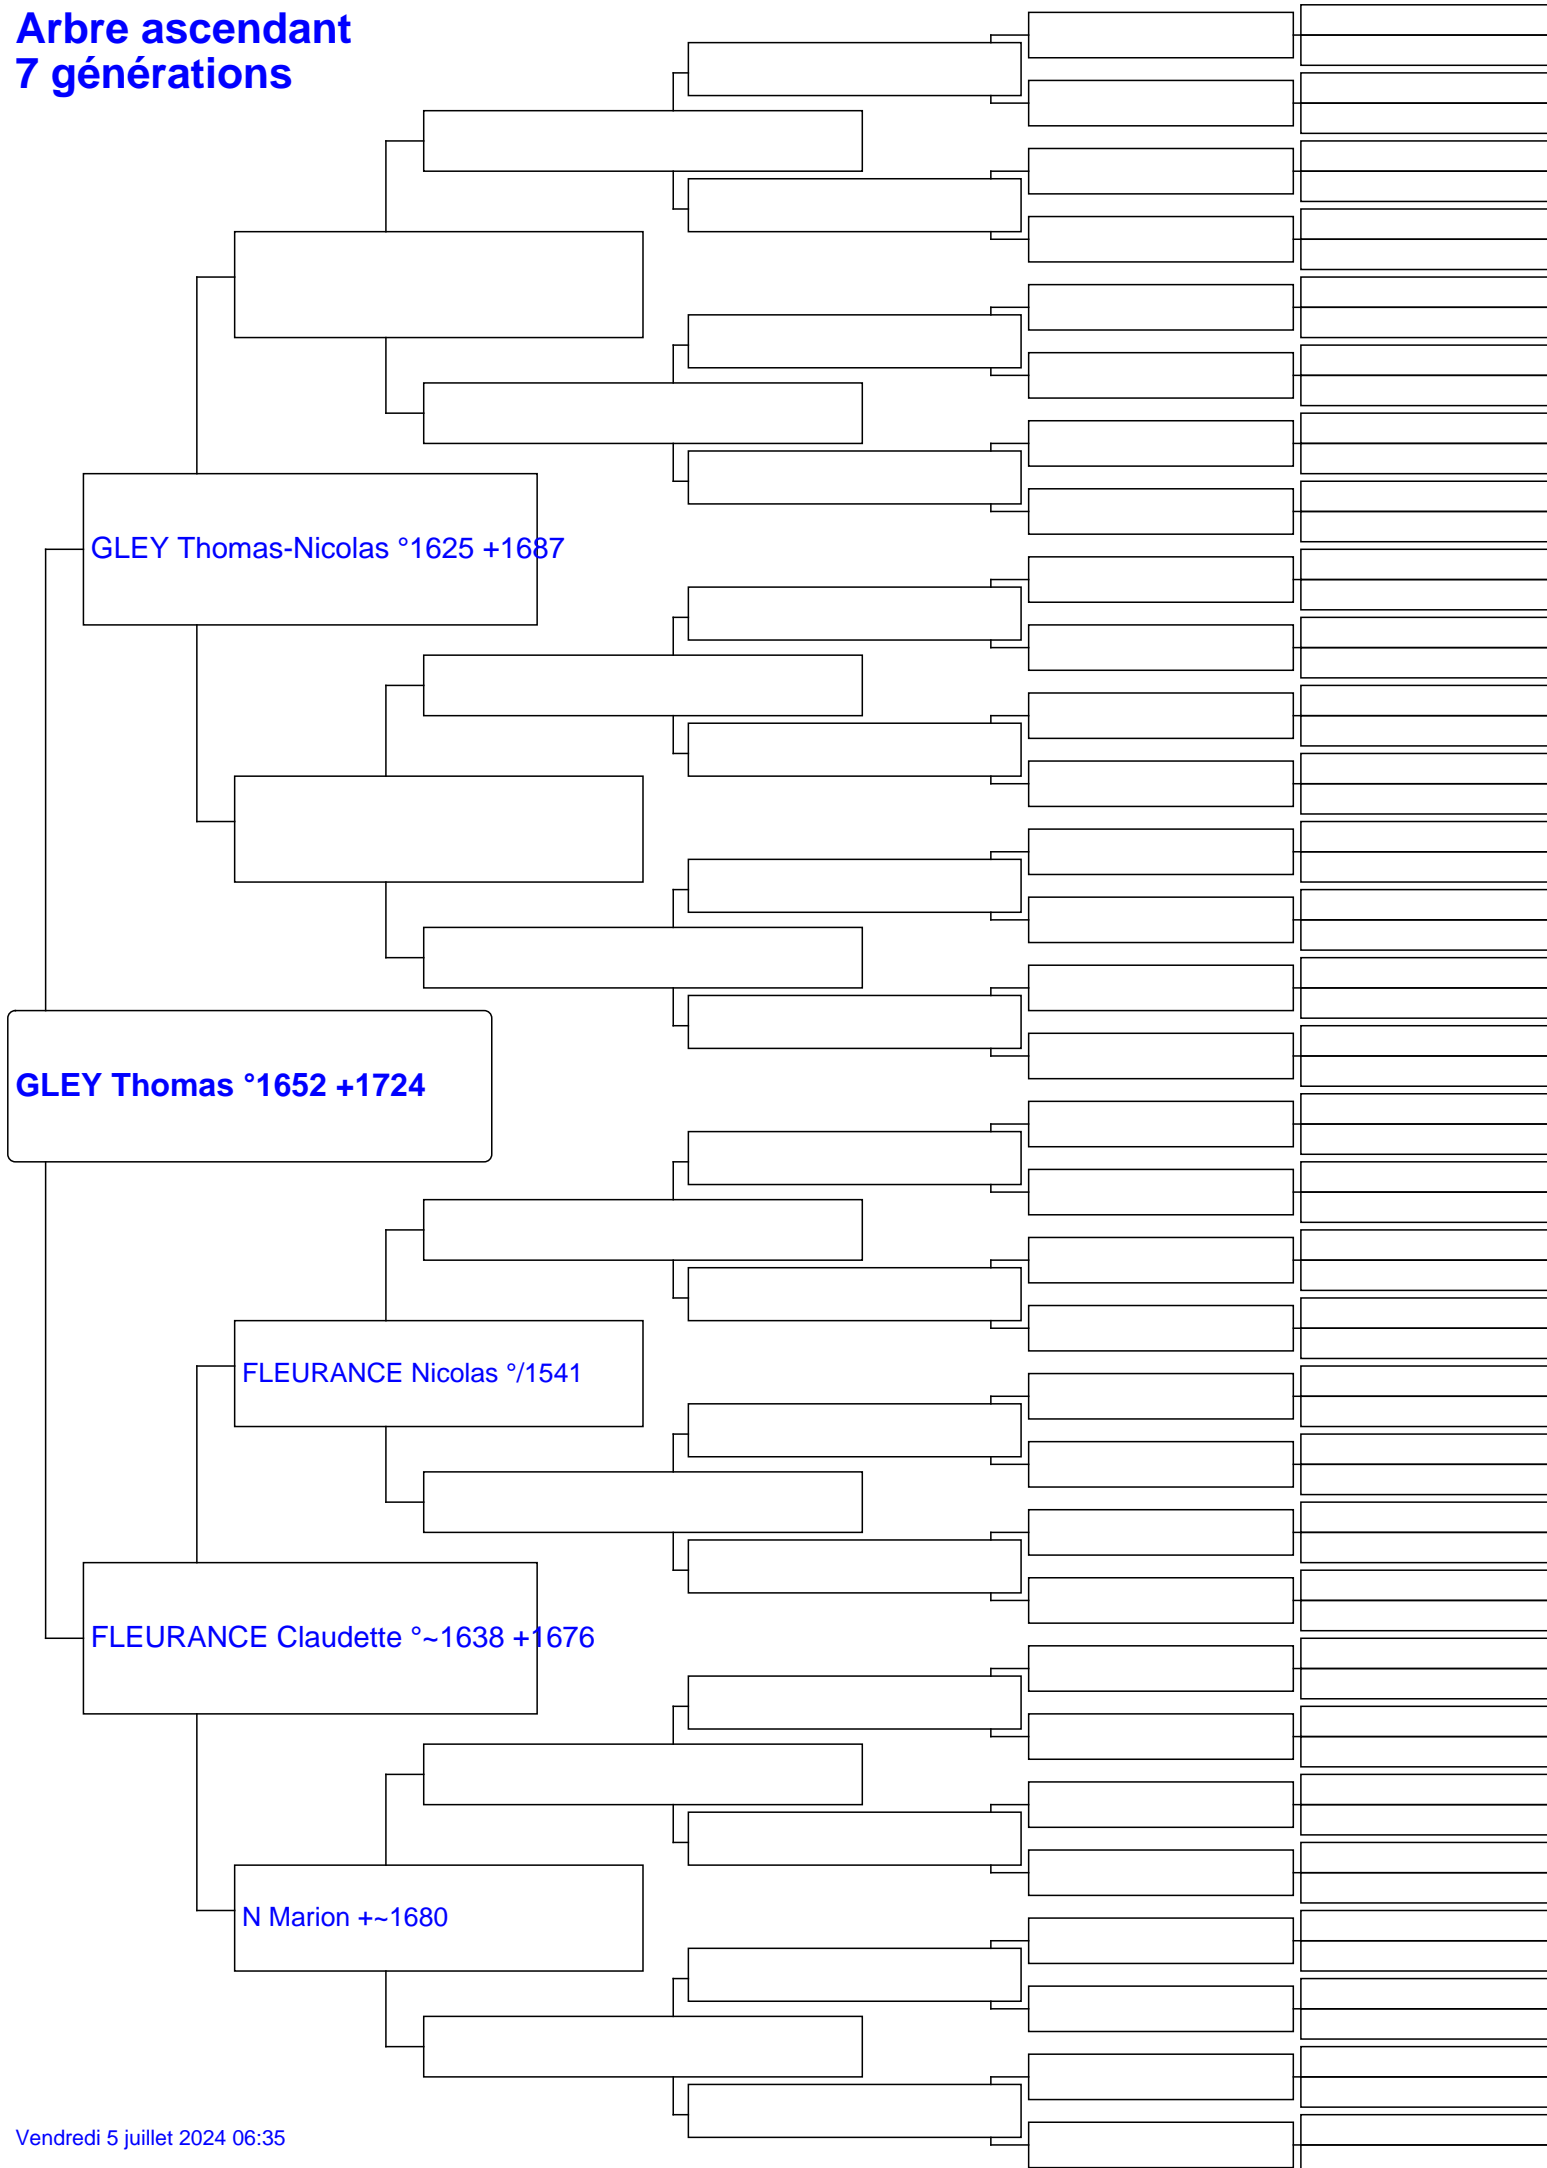 Arbre ascendant
7 générations
GLEY Thomas-Nicolas °1625 +1687
GLEY Thomas °1652 +1724
FLEURANCE Nicolas °/1541
FLEURANCE Claudette °~1638 +1676
N Marion +~1680
Vendredi 5 juillet 2024 06:35